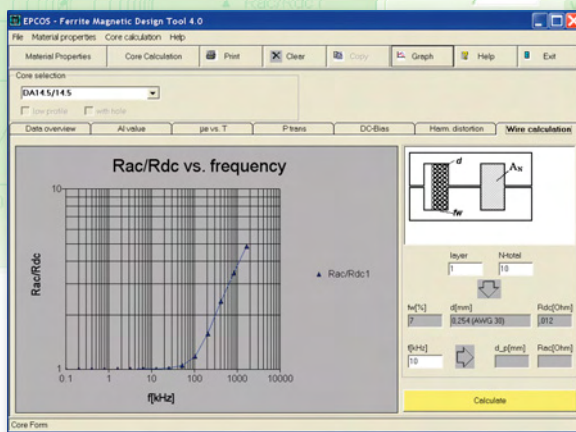 EPCOS - Ferrite Magnetic Design Tool 4.0
File Material properties Core calculation Help
Material Properties Core Calculation Print Clear Copy Graph Help Exit
Core selection
DA14.5/14.5
low profile with hole
Data overview Al value µe vs. T P trans DC-Bias Harm. distortion Wire calculation
Rac/Rdc vs. frequency
10
Rac/Rdc
1
0.1 1 10 100 1000 10000
f[kHz]
Rac/Rdc1
d
As
fw
layer N-total
1 10
fw[%] d[mm] Rdc[Ohm]
7 0.254 (AWG 30) .012
f[kHz] d_p[mm] Rac[Ohm]
10
Calculate
Core Form